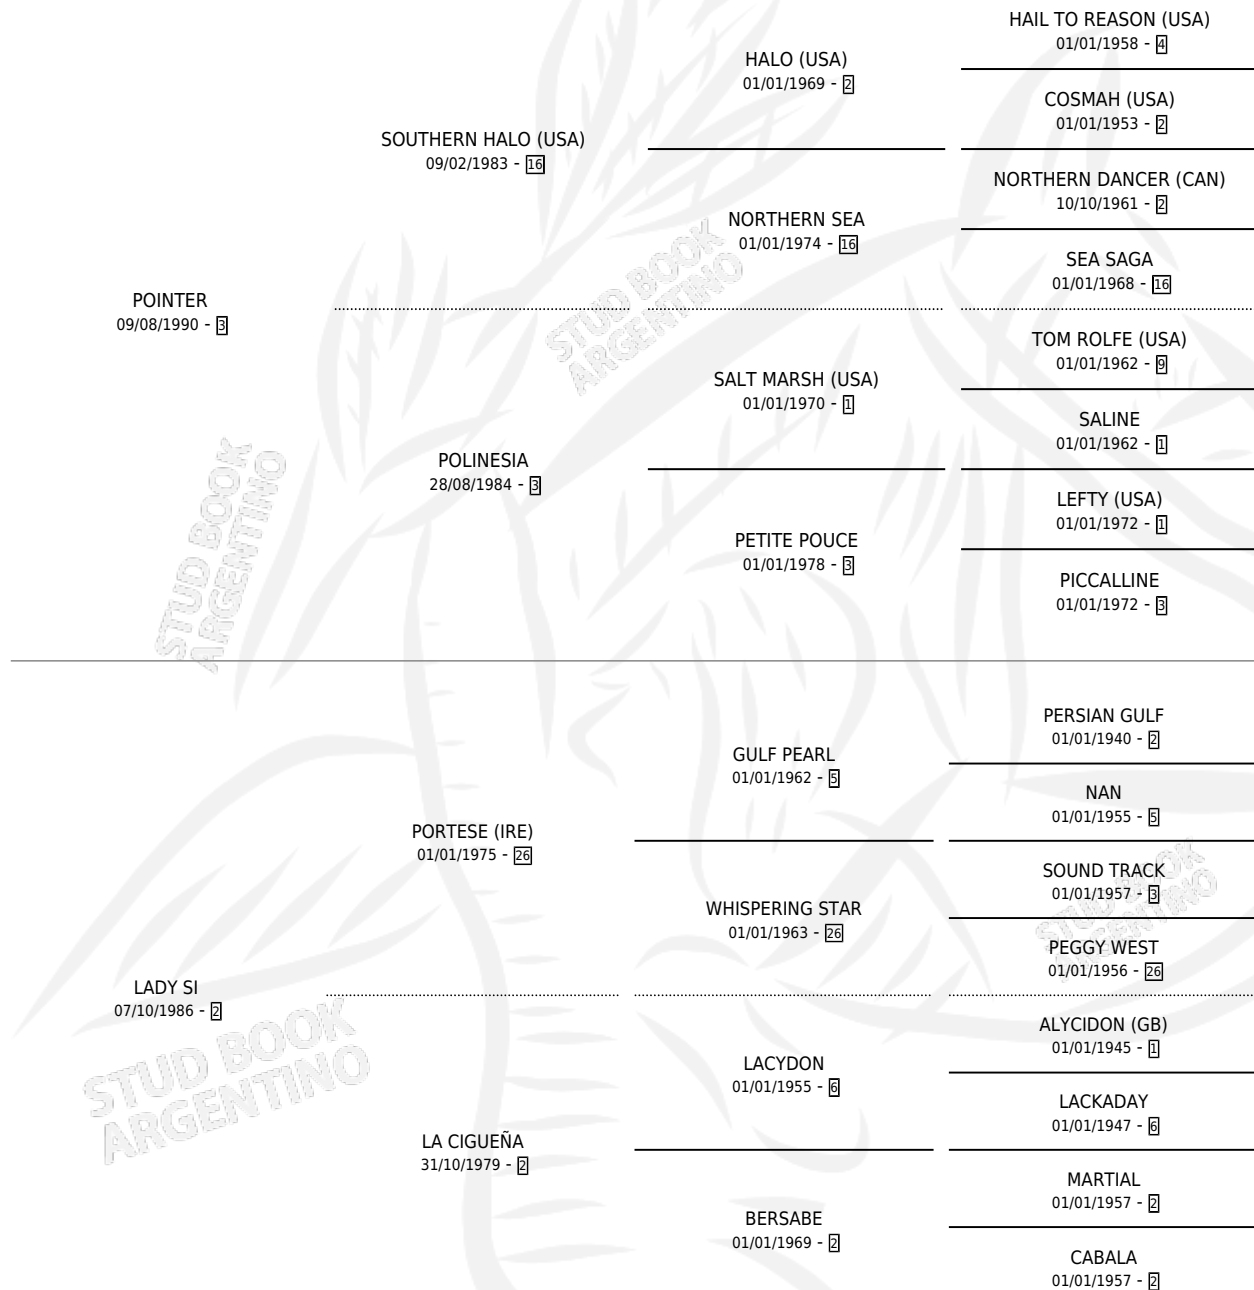 HAIL TO REASON (USA)
01/01/1958 - 4
HALO (USA)
01/01/1969 - 2
COSMAH (USA)
01/01/1953 - 2
SOUTHERN HALO (USA)
09/02/1983 - 16
NORTHERN DANCER (CAN)
10/10/1961 - 2
NORTHERN SEA
01/01/1974 - 16
SEA SAGA
01/01/1968 - 16
POINTER
09/08/1990 - 3
TOM ROLFE (USA)
01/01/1962 - 9
SALT MARSH (USA)
01/01/1970 - 1
SALINE
01/01/1962 - 1
POLINESIA
28/08/1984 - 3
LEFTY (USA)
01/01/1972 - 1
PETITE POUCE
01/01/1978 - 3
PICCALLINE
01/01/1972 - 3
PERSIAN GULF
01/01/1940 - 2
GULF PEARL
01/01/1962 - 5
NAN
01/01/1955 - 5
PORTESE (IRE)
01/01/1975 - 26
SOUND TRACK
01/01/1957 - 3
WHISPERING STAR
01/01/1963 - 26
PEGGY WEST
01/01/1956 - 26
LADY SI
07/10/1986 - 2
ALYCIDON (GB)
01/01/1945 - 1
LACYDON
01/01/1955 - 6
LACKADAY
01/01/1947 - 6
LA CIGUEÑA
31/10/1979 - 2
MARTIAL
01/01/1957 - 2
BERSABE
01/01/1969 - 2
CABALA
01/01/1957 - 2
STUD BOOK
ARGENTINO
STUD BOOK
ARGENTINO
STUD BOOK
ARGENTINO
STUD BOOK
ARGENTINO